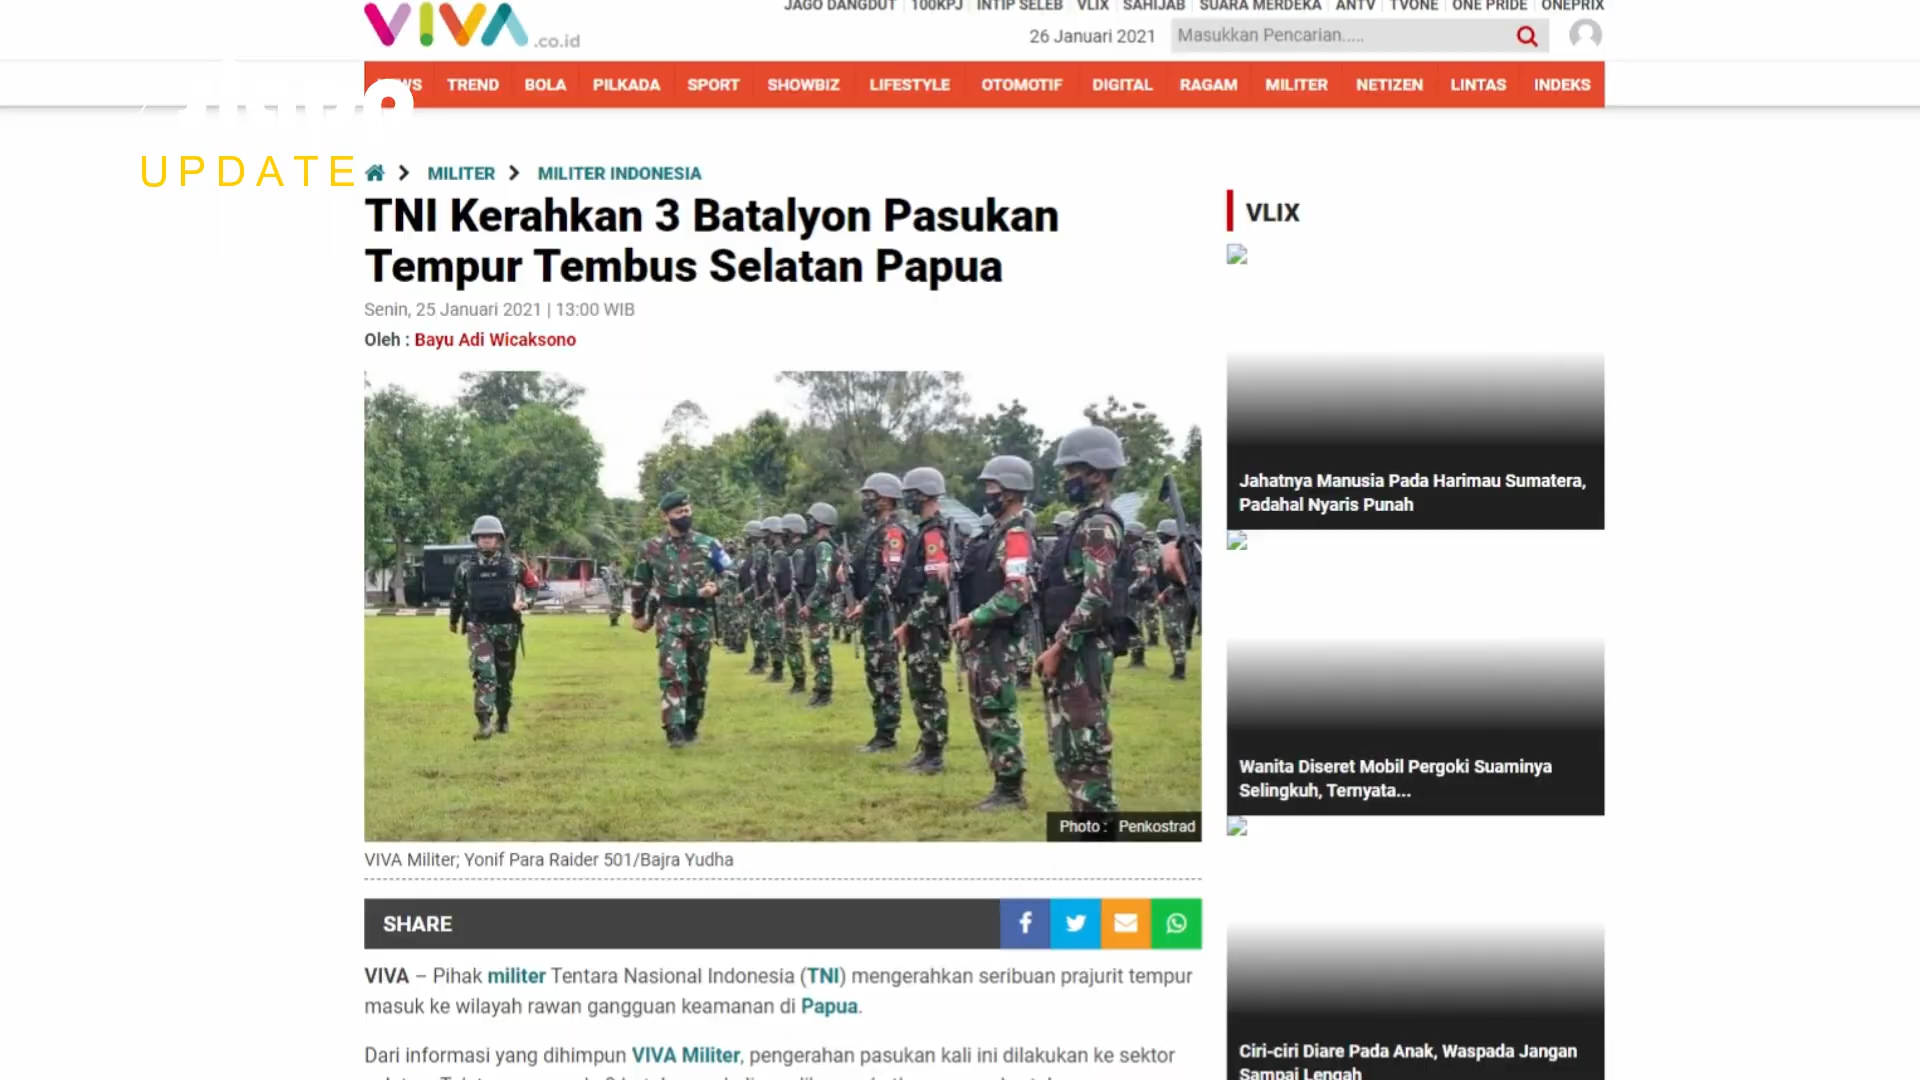 JAGO DANGDUT 100KPJ INTIP SELEB VLIX SAHIJAB SUARA MERDEKA ANTV TVONE ONE PRIDE ONEPRIX
VIVA.co.id
26 Januari 2021
Masukkan Pencarian.....
TREND BOLA PILKADA SPORT SHOWBIZ LIFESTYLE OTOMOTIF DIGITAL RAGAM MILITER NETIZEN LINTAS INDEKS
UPDATE
MILITER MILITER INDONESIA
TNI Kerahkan 3 Batalyon Pasukan
Tempur Tembus Selatan Papua
Senin, 25 Januari 2021 | 13:00 WIB
Oleh : Bayu Adi Wicaksono
Photo : Penkostrad
VIVA Militer; Yonif Para Raider 501/Bajra Yudha
SHARE
VIVA – Pihak militer Tentara Nasional Indonesia (TNI) mengerahkan seribuan prajurit tempur
masuk ke wilayah rawan gangguan keamanan di Papua.
Dari informasi yang dihimpun VIVA Militer, pengerahan pasukan kali ini dilakukan ke sektor
VLIX
Jahatnya Manusia Pada Harimau Sumatera,
Padahal Nyaris Punah
Wanita Diseret Mobil Pergoki Suaminya
Selingkuh, Ternyata...
Ciri-ciri Diare Pada Anak, Waspada Jangan
Sampai Lengah